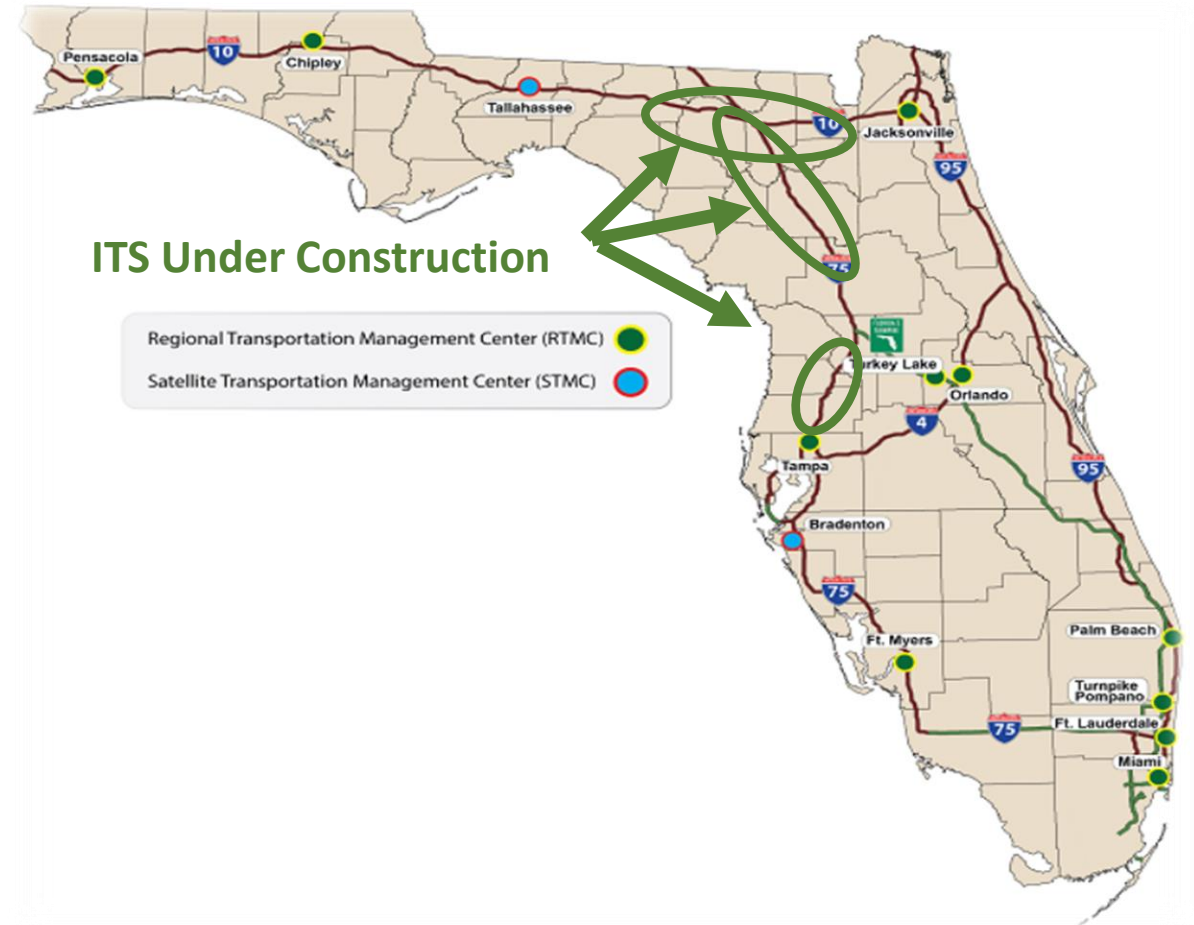 Pensacola
10
Chipley
Tallahassee
10
Jacksonville
95
ITS Under Construction
75
Regional Transportation Management Center (RTMC)
Satellite Transportation Management Center (STMC)
Turkey Lake
Orlando
4
Tampa
95
Bradenton
75
Ft. Myers
Palm Beach
Turnpike
Pompano
Ft. Lauderdale
75
Miami